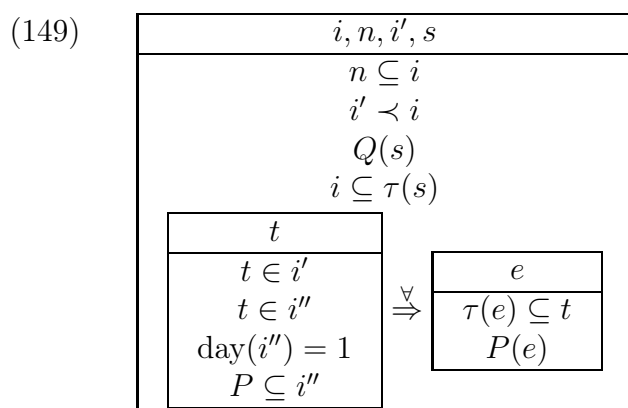 (149)
i, n, i′, s
n ⊆ i
i′ ≺ i
Q(s)
i ⊆ τ(s)
t
t ∈ i′
t ∈ i′′
day(i′′) = 1
P ⊆ i′′
∀
⇒
e
τ(e) ⊆ t
P(e)